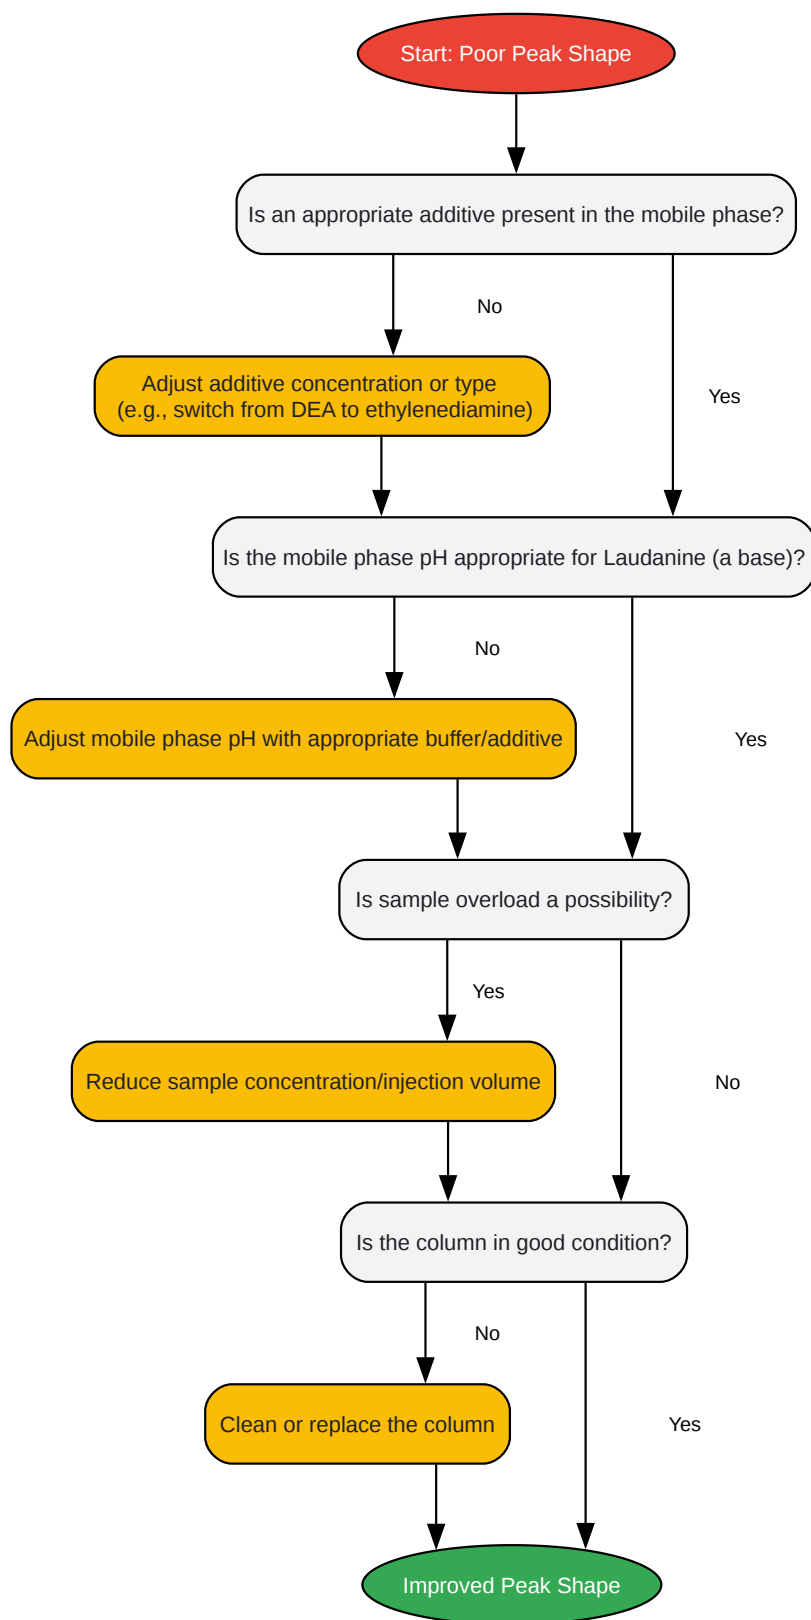 Start: Poor Peak Shape
Is an appropriate additive present in the mobile phase?
No
Adjust additive concentration or type
(e.g., switch from DEA to ethylenediamine)
Yes
Is the mobile phase pH appropriate for Laudanine (a base)?
No
Adjust mobile phase pH with appropriate buffer/additive
Yes
Is sample overload a possibility?
Yes
Reduce sample concentration/injection volume
No
Is the column in good condition?
No
Clean or replace the column
Yes
Improved Peak Shape